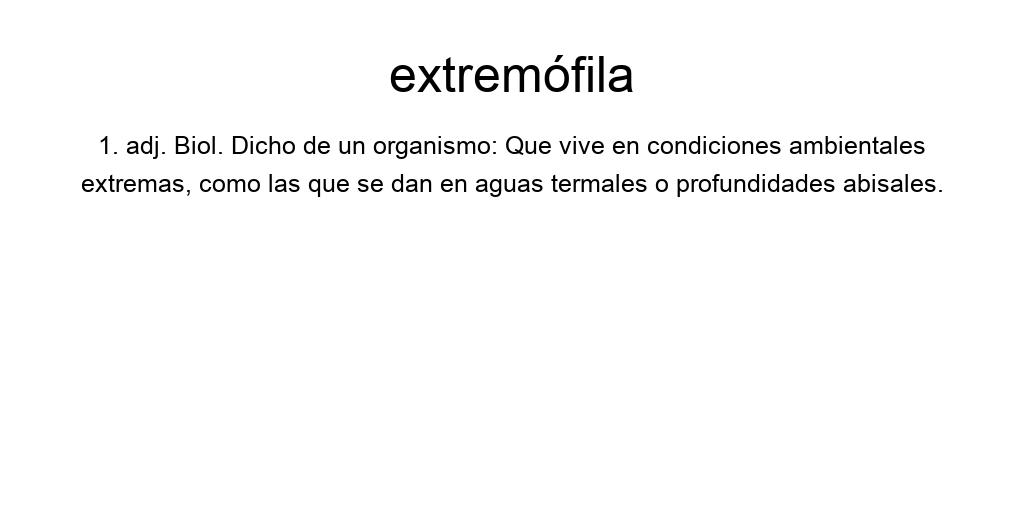 extremófila
1. adj. Biol. Dicho de un organismo: Que vive en condiciones ambientales
extremas, como las que se dan en aguas termales o profundidades abisales.